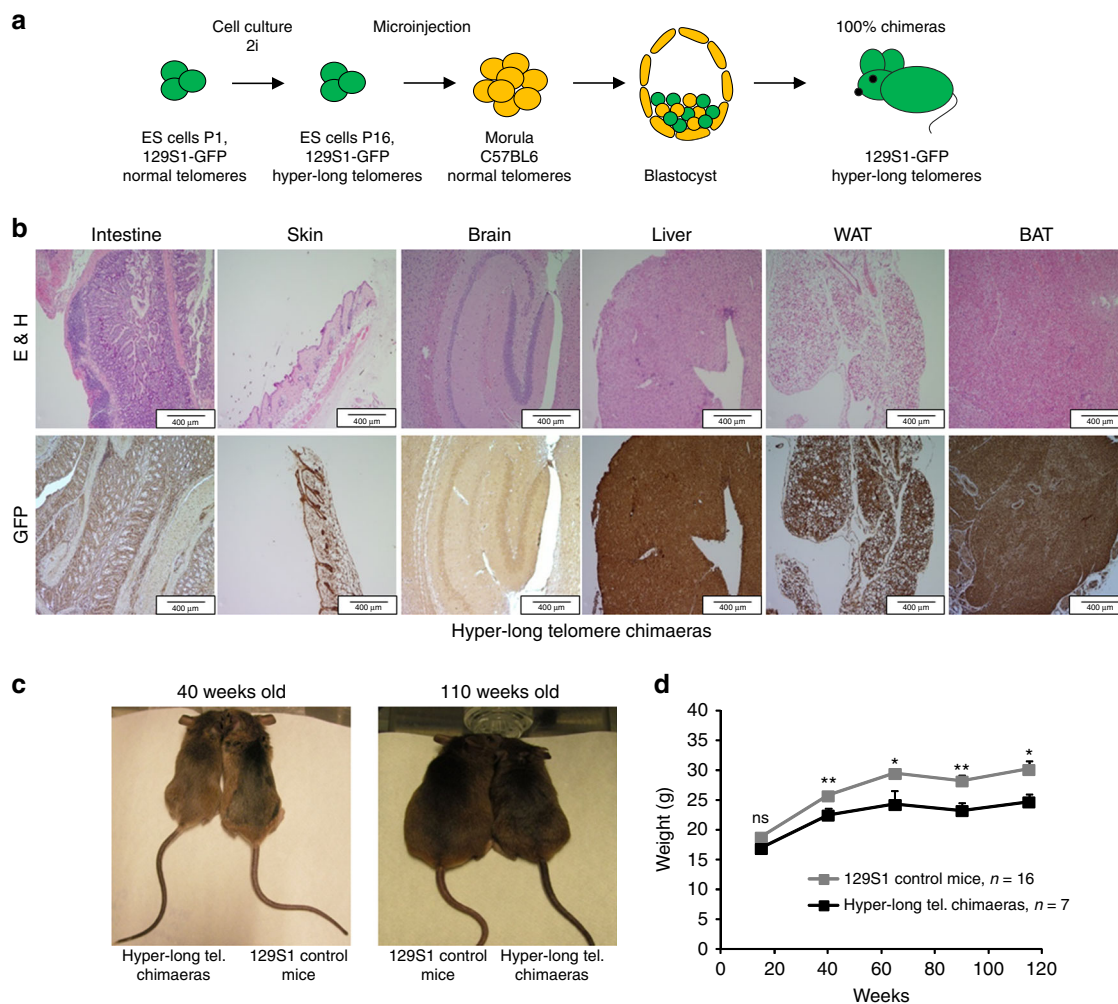 a
Cell culture
2i
Microinjection
100% chimeras
ES cells P1,
129S1-GFP
normal telomeres
ES cells P16,
129S1-GFP
hyper-long telomeres
Morula
C57BL6
normal telomeres
Blastocyst
129S1-GFP
hyper-long telomeres
b
Intestine
Skin
Brain
Liver
WAT
BAT
E & H
400 µm
400 µm
400 µm
400 µm
400 µm
400 µm
GFP
400 µm
400 µm
400 µm
400 µm
400 µm
400 µm
Hyper-long telomere chimaeras
c
40 weeks old
110 weeks old
Hyper-long tel.
chimaeras
129S1 control
mice
129S1 control
mice
Hyper-long tel.
chimaeras
d
Weight (g)
40
35
30
25
20
15
10
5
0
ns
**
*
**
*
129S1 control mice, n = 16
Hyper-long tel. chimaeras, n = 7
0
20
40
60
80
100
120
Weeks